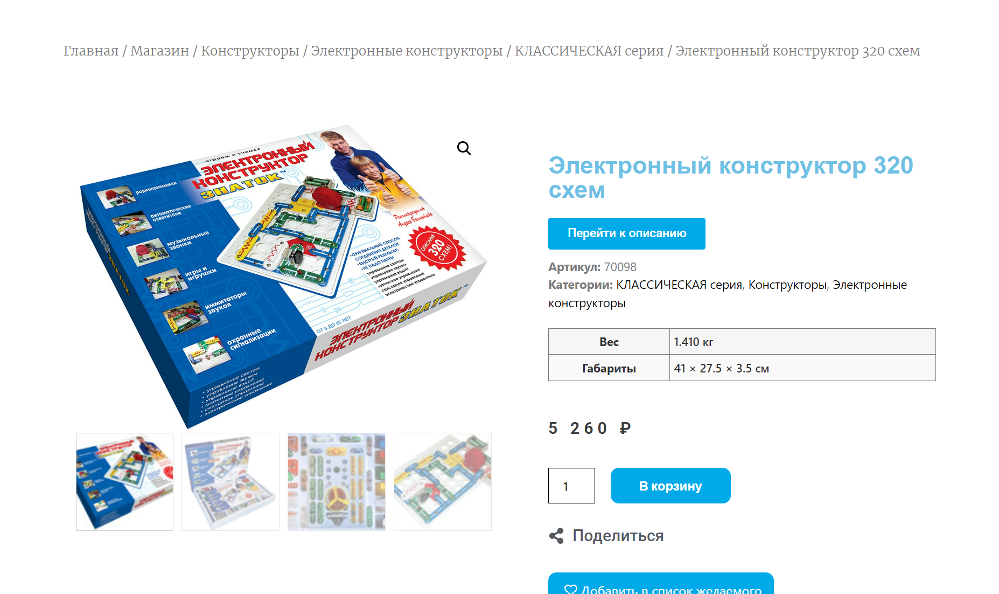 Главная / Магазин / Конструкторы / Электронные конструкторы / КЛАССИЧЕСКАЯ серия / Электронный конструктор 320 схем
играем и учимся
ЭЛЕКТРОННЫЙ
КОНСТРУКТОР
ЗНАТОК™
радиоприемники
автоматические
осветители
музыкальные
звонки
игры и
игрушки
иммитаторы
звуков
охранные
сигнализации
Рекомендации от
Андрея Бахметьева
ОПИСАНИЕ
320
СХЕМ!
•ОРИГИНАЛЬНЫЙ СПОСОБ
СОЕДИНЕНИЯ ДЕТАЛЕЙ!
•БЫСТРЫЙ РЕЗУЛЬТАТ!
•НЕ НАДО ПАЯТЬ!
управление светом
управление звуком
управление водой
магнитное управление
сенсорное управление
электрическое управление
ОТ 5 ДО 55 ЛЕТ
ЭЛЕКТРОННЫЙ
КОНСТРУКТОР ЗНАТОК™
• управление светом
• управление звуком
• управление водой
• магнитное управление
• сенсорное управление
• электрическое управление
Электронный конструктор 320
схем
Перейти к описанию
Артикул: 70098
Категории: КЛАССИЧЕСКАЯ серия, Конструкторы, Электронные
конструкторы
Вес 1.410 кг
Габариты 41 × 27.5 × 3.5 см
5 260 ₽
1 В корзину
Поделиться
Добавить в список желаемого